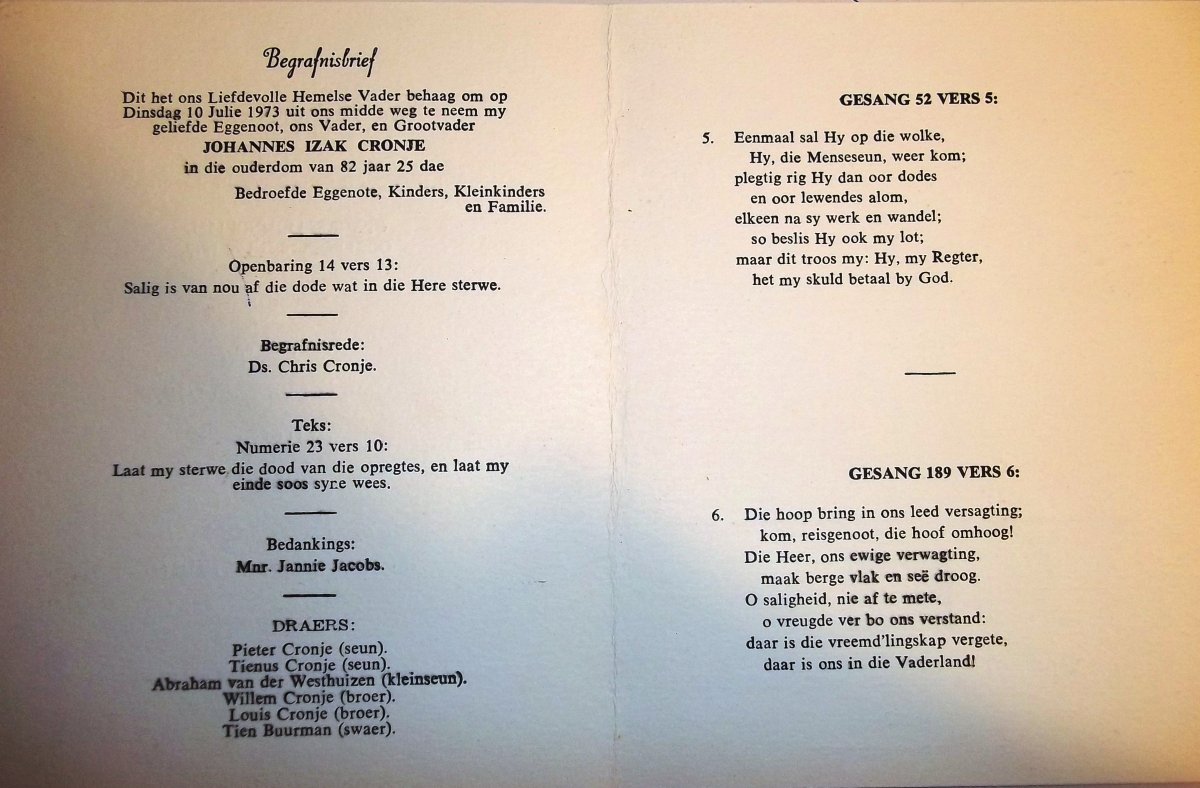 Begrafnisbrief
Dit het ons Liefdevolle Hemelse Vader behaag om op
Dinsdag 10 Julie 1973 uit ons midde weg te neem my
geliefde Eggenoot, ons Vader, en Grootvader
JOHANNES IZAK CRONJE
in die ouderdom van 82 jaar 25 dae
Bedroefde Eggenote, Kinders, Kleinkinders
en Familie.
Openbaring 14 vers 13:
Salig is van nou af die dode wat in die Here sterwe.
Begrafnisrede:
Ds. Chris Cronje.
Teks:
Numerie 23 vers 10:
Laat my sterwe die dood van die opregtes, en laat my
einde soos syne wees.
Bedankings:
Mnr. Jannie Jacobs.
DRAERS:
Pieter Cronje (seun).
Tienus Cronje (seun).
Abraham van der Westhuizen (kleinseun).
Willem Cronje (broer).
Louis Cronje (broer).
Tien Buurman (swaer).
GESANG 52 VERS 5:
5. Eenmaal sal Hy op die wolke,
Hy, die Menseseun, weer kom;
plegtig rig Hy dan oor dodes
en oor lewendes alom,
elkeen na sy werk en wandel;
so beslis Hy ook my lot;
maar dit troos my: Hy, my Regter,
het my skuld betaal by God.
GESANG 189 VERS 6:
6. Die hoop bring in ons leed versagting;
kom, reisgenoot, die hoof omhoog!
Die Heer, ons ewige verwagting,
maak berge vlak en seë droog.
O saligheid, nie af te mete,
o vreugde ver bo ons verstand:
daar is die vreemd'lingskap vergete,
daar is ons in die Vaderland!